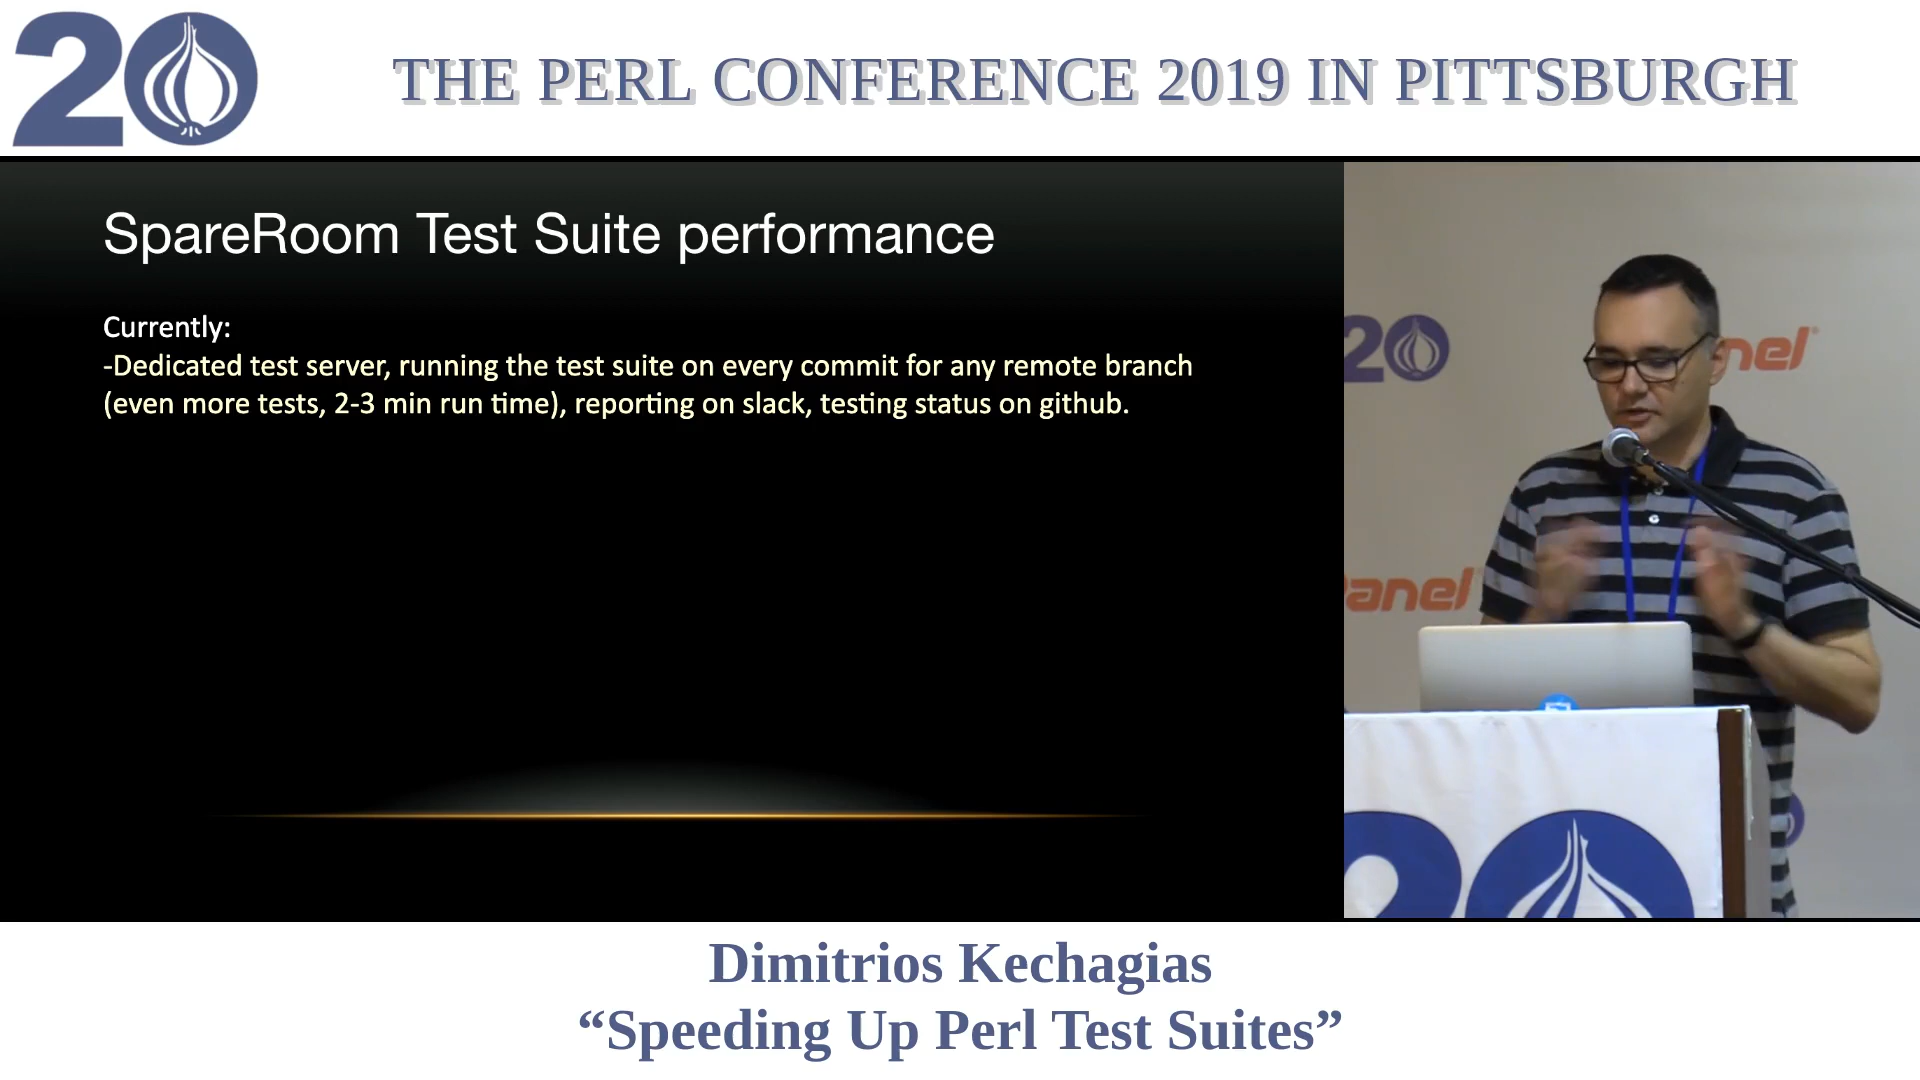 20
THE PERL CONFERENCE 2019 IN PITTSBURGH
SpareRoom Test Suite performance
Currently:
-Dedicated test server, running the test suite on every commit for any remote branch
(even more tests, 2-3 min run time), reporting on slack, testing status on github.
20
nel
anel
20
Dimitrios Kechagias
“Speeding Up Perl Test Suites”